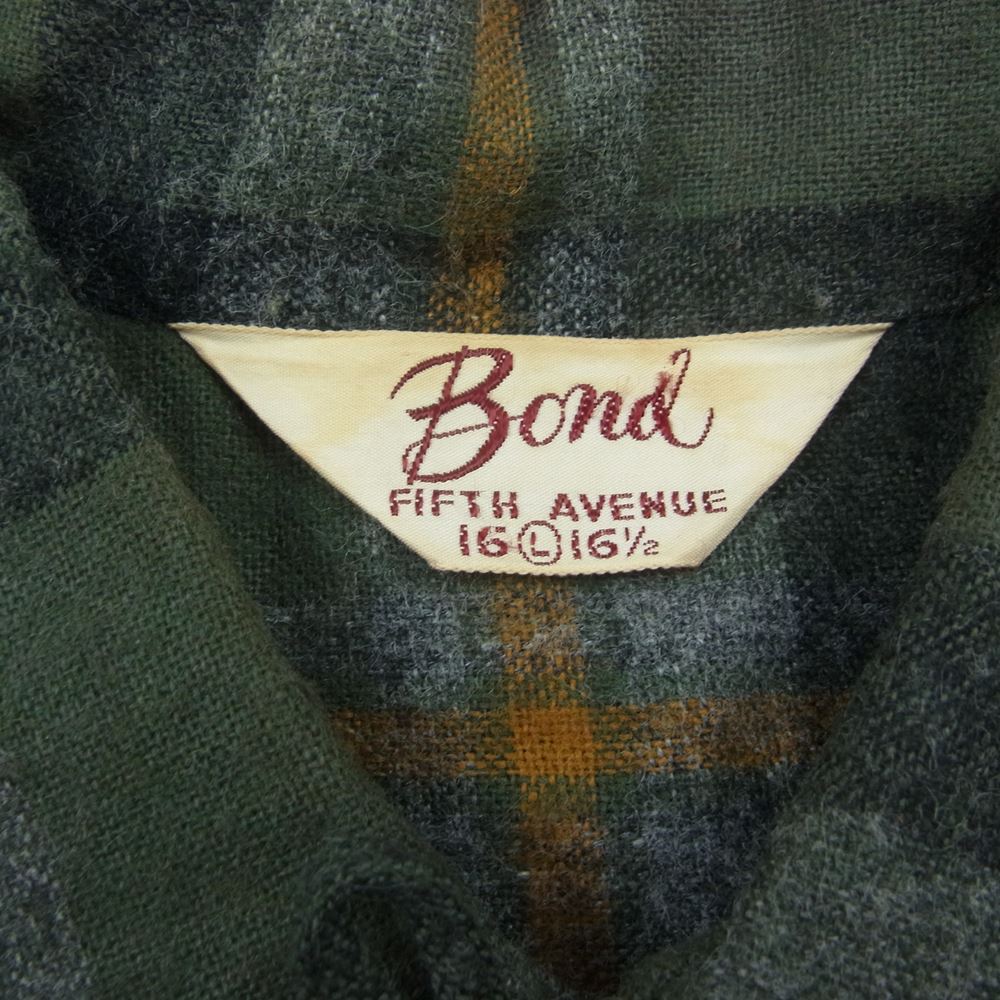 Bond
FIFTH AVENUE
16 L 16½